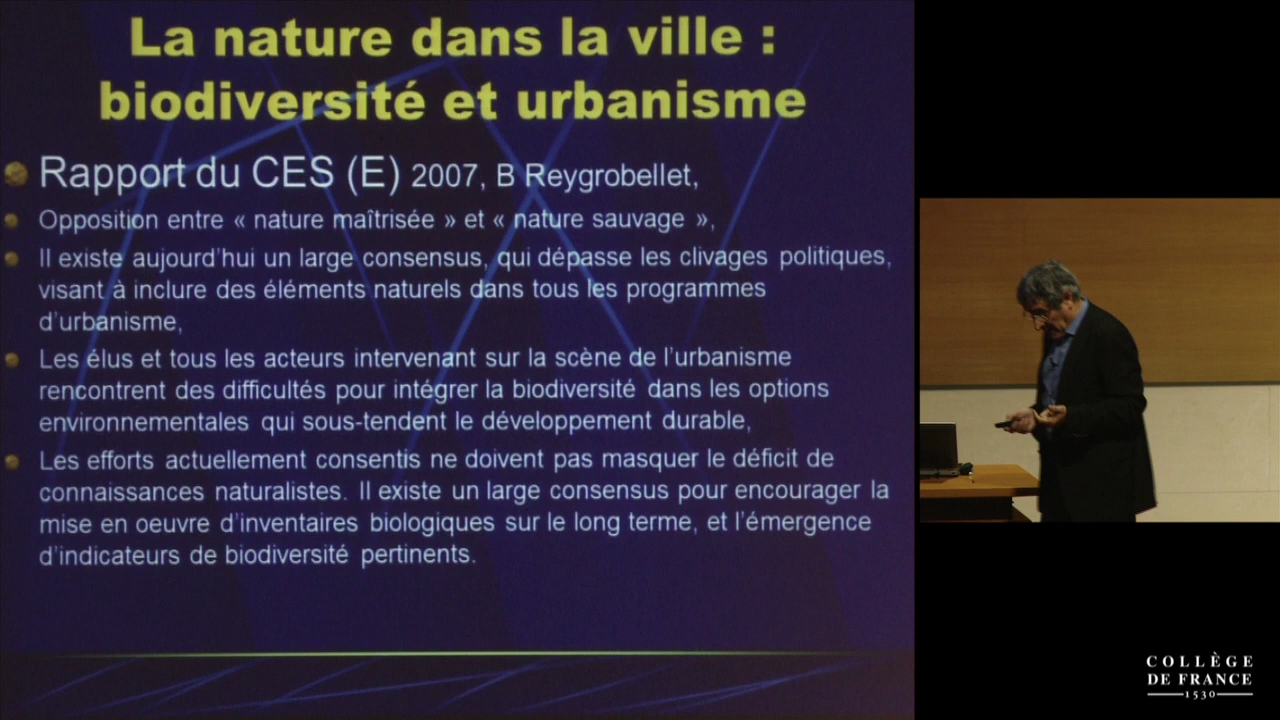 La nature dans la ville :
biodiversité et urbanisme
Rapport du CES (E) 2007, B Reygrobellet,
Opposition entre « nature maîtrisée » et « nature sauvage »,
Il existe aujourd'hui un large consensus, qui dépasse les clivages politiques,
visant à inclure des éléments naturels dans tous les programmes
d'urbanisme,
Les élus et tous les acteurs intervenant sur la scène de l'urbanisme
rencontrent des difficultés pour intégrer la biodiversité dans les options
environnementales qui sous-tendent le développement durable,
Les efforts actuellement consentis ne doivent pas masquer le déficit de
connaissances naturalistes. Il existe un large consensus pour encourager la
mise en oeuvre d'inventaires biologiques sur le long terme, et l'émergence
d'indicateurs de biodiversité pertinents.
COLLÈGE
DE FRANCE
1530